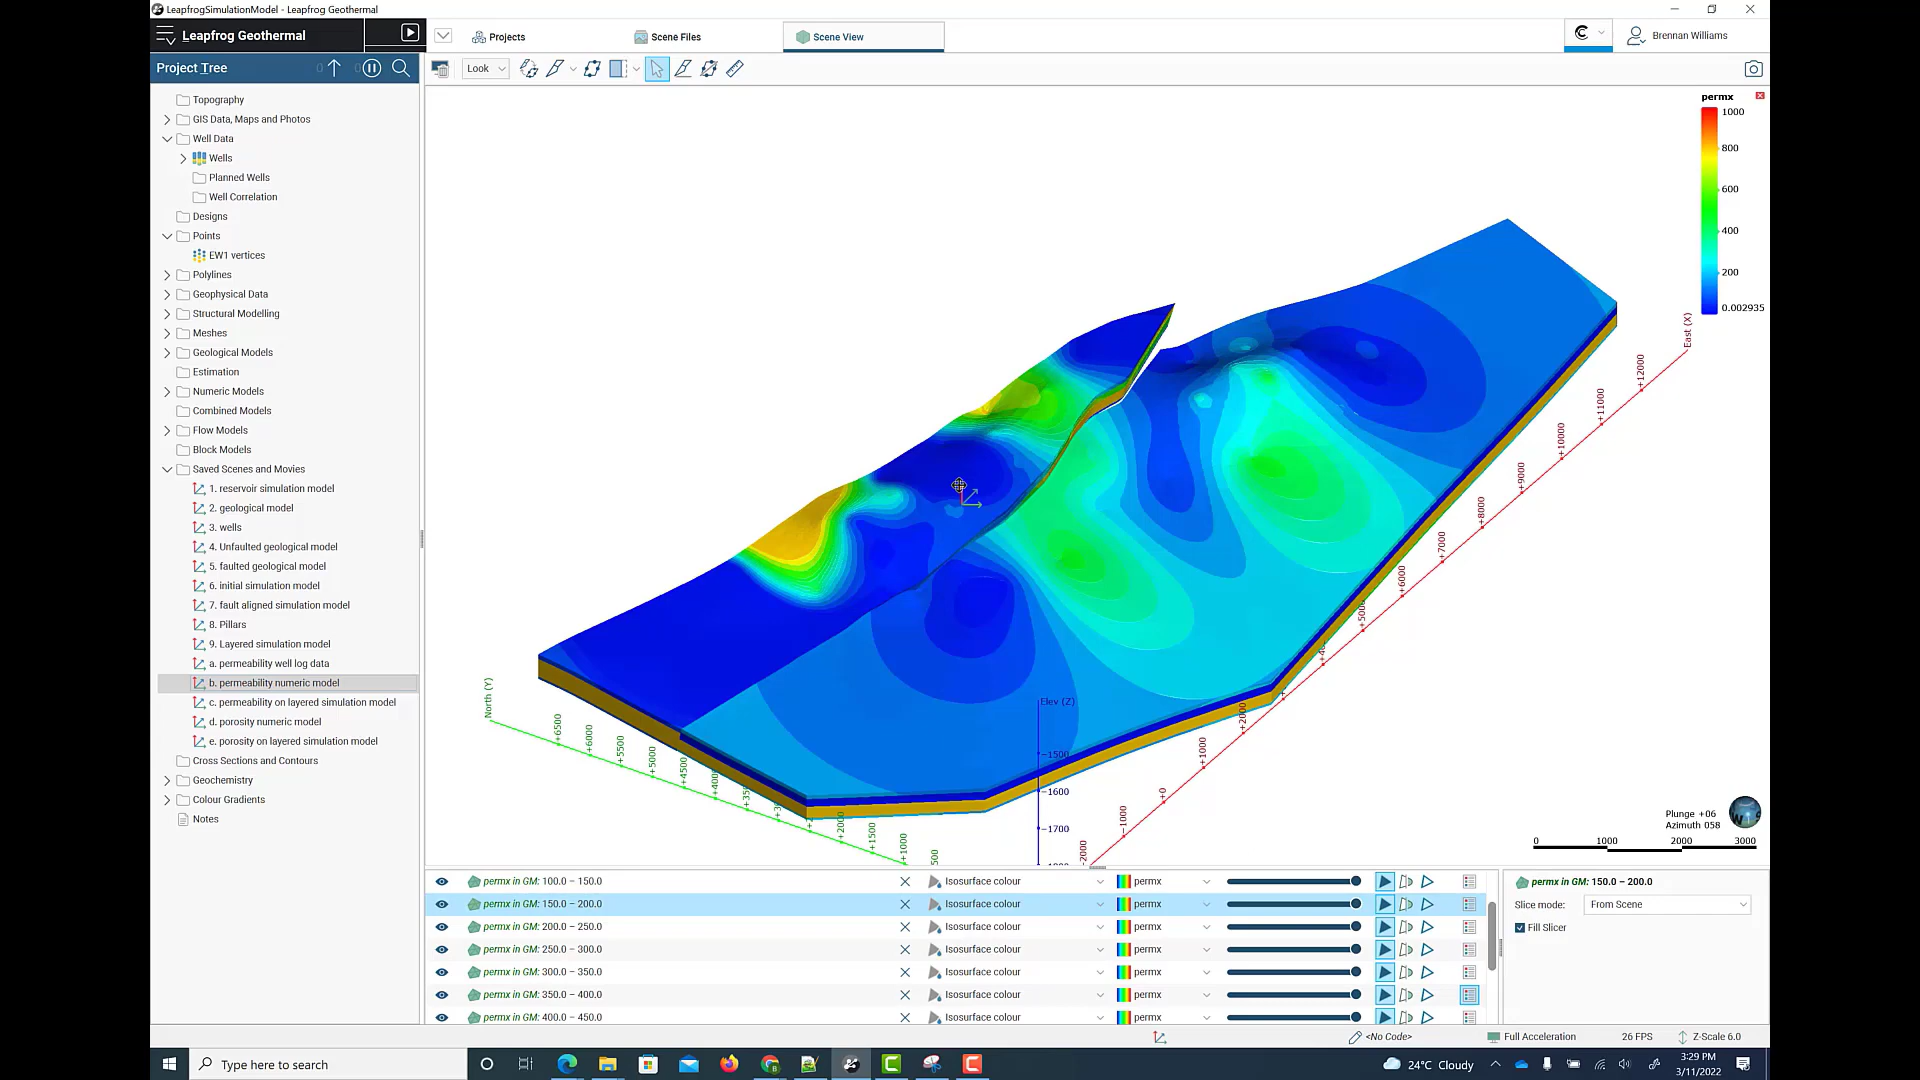 LeapfrogSimulationModel - Leapfrog Geothermal
Leapfrog Geothermal
Projects
Scene Files
Scene View
Brennan Williams
Project Tree
Look
Topography
GIS Data, Maps and Photos
Well Data
Wells
Planned Wells
Well Correlation
Designs
Points
EW1 vertices
Polylines
Geophysical Data
Structural Modelling
Meshes
Geological Models
Estimation
Numeric Models
Combined Models
Flow Models
Block Models
Saved Scenes and Movies
1. reservoir simulation model
2. geological model
3. wells
4. Unfaulted geological model
5. faulted geological model
6. initial simulation model
7. fault aligned simulation model
8. Pillars
9. Layered simulation model
a. permeability well log data
b. permeability numeric model
c. permeability on layered simulation model
d. porosity numeric model
e. porosity on layered simulation model
Cross Sections and Contours
Geochemistry
Colour Gradients
Notes
permx
1000
800
600
400
200
0.002935
East (X)
+12000
+11000
+10000
+9000
+8000
+7000
+6000
+5000
+2000
+1000
+0
-1000
-2000
North (Y)
+6500
+6000
+5500
+5000
+4500
+2000
+1500
+1000
500
Elev (Z)
-1500
-1600
-1700
Plunge +06
Azimuth 058
0 1000 2000 3000
permx in GM: 100.0 – 150.0 Isosurface colour permx
permx in GM: 150.0 – 200.0 Isosurface colour permx
permx in GM: 200.0 – 250.0 Isosurface colour permx
permx in GM: 250.0 – 300.0 Isosurface colour permx
permx in GM: 300.0 – 350.0 Isosurface colour permx
permx in GM: 350.0 – 400.0 Isosurface colour permx
permx in GM: 400.0 – 450.0 Isosurface colour permx
permx in GM: 150.0 – 200.0
Slice mode: From Scene
Fill Slicer
<No Code>
Full Acceleration
26 FPS
Z-Scale 6.0
Type here to search
24°C Cloudy
3:29 PM
3/11/2022